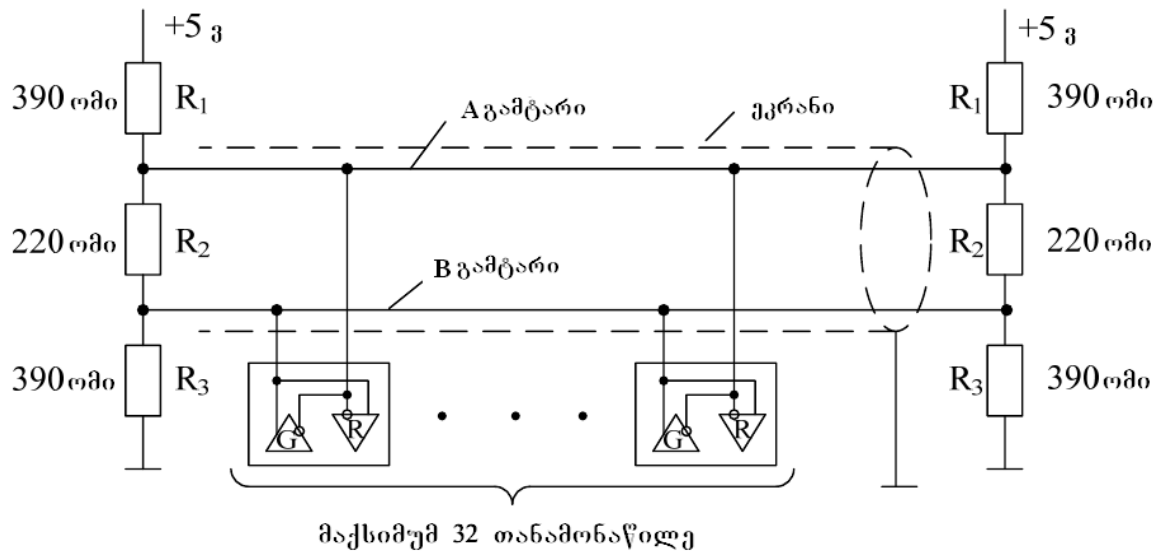 +5 ვ
+5 ვ
390 ომი R1
R1 390 ომი
A გამტარი
ეკრანი
220 ომი R2
R2 220 ომი
B გამტარი
390 ომი R3
R3 390 ომი
G R
G R
მაქსიმუმ 32 თანამონაწილე